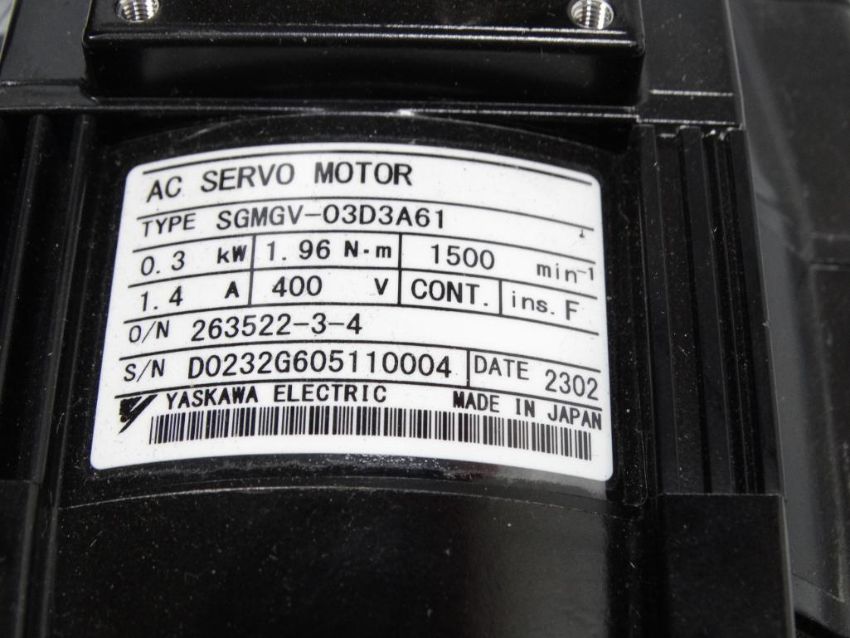 AC SERVO MOTOR
TYPE SGMGV-03D3A61
0.3 kW 1.96 N·m 1500 min-1
1.4 A 400 V CONT. ins. F
O/N 263522-3-4
S/N D0232G605110004 DATE 2302
YASKAWA ELECTRIC MADE IN JAPAN